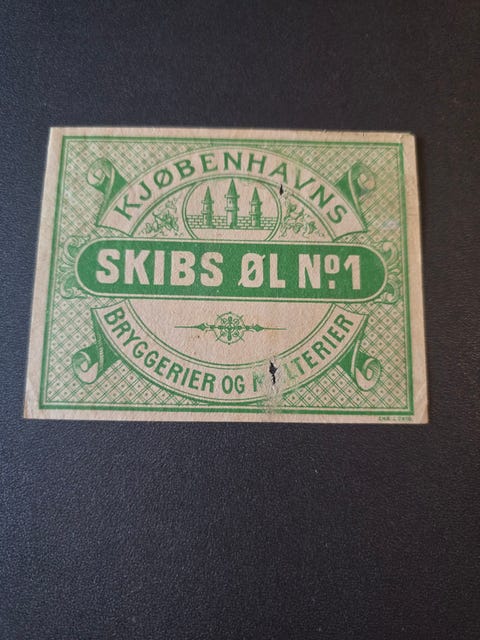 KJØBENHAVNS
SKIBS ØL Nº1
BRYGGERIER OG